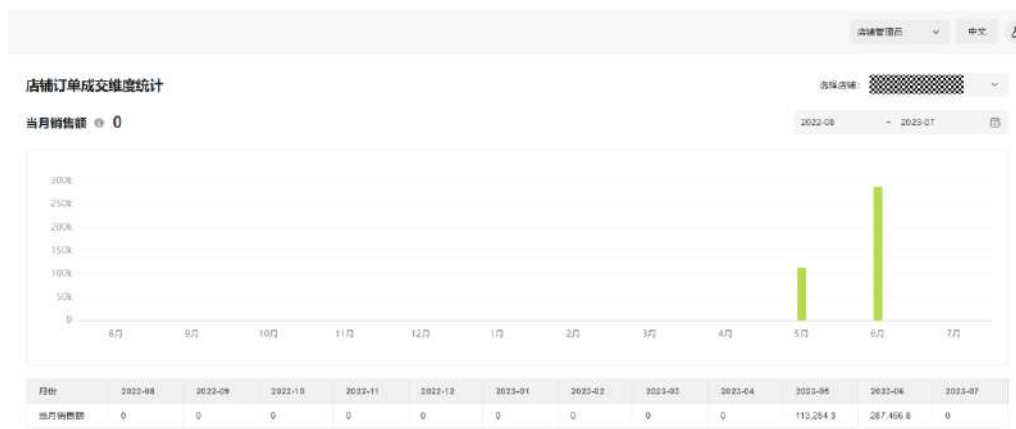 店铺管理员 中文
店铺订单成交维度统计 选择店铺:
当月销售额 0 2022-08 ~ 2023-07
300k
250k
200k
150k
100k
50k
0
8月 9月 10月 11月 12月 1月 2月 3月 4月 5月 6月 7月
月份 2022-08 2022-09 2022-10 2022-11 2022-12 2023-01 2023-02 2023-03 2023-04 2023-05 2023-06 2023-07
当月销售额 0 0 0 0 0 0 0 0 0 113,264.3 287,466.8 0